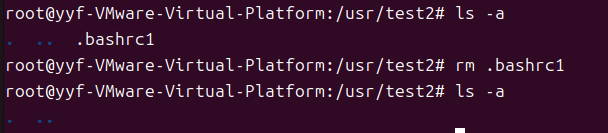 root@yyf-VMware-Virtual-Platform:/usr/test2# ls -a
.  ..  .bashrc1
root@yyf-VMware-Virtual-Platform:/usr/test2# rm .bashrc1
root@yyf-VMware-Virtual-Platform:/usr/test2# ls -a
.  ..